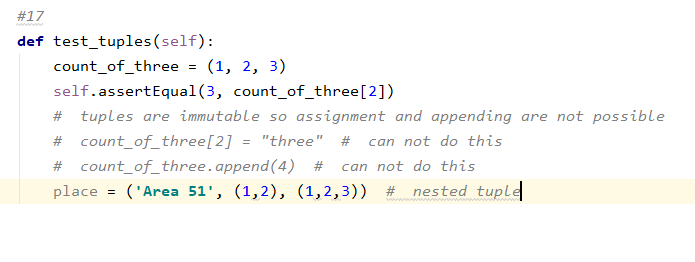 #17
def test_tuples(self):
    count_of_three = (1, 2, 3)
    self.assertEqual(3, count_of_three[2])
    #  tuples are immutable so assignment and appending are not possible
    #  count_of_three[2] = "three"  #  can not do this
    #  count_of_three.append(4)  #  can not do this
    place = ('Area 51', (1,2), (1,2,3))  #  nested tuple